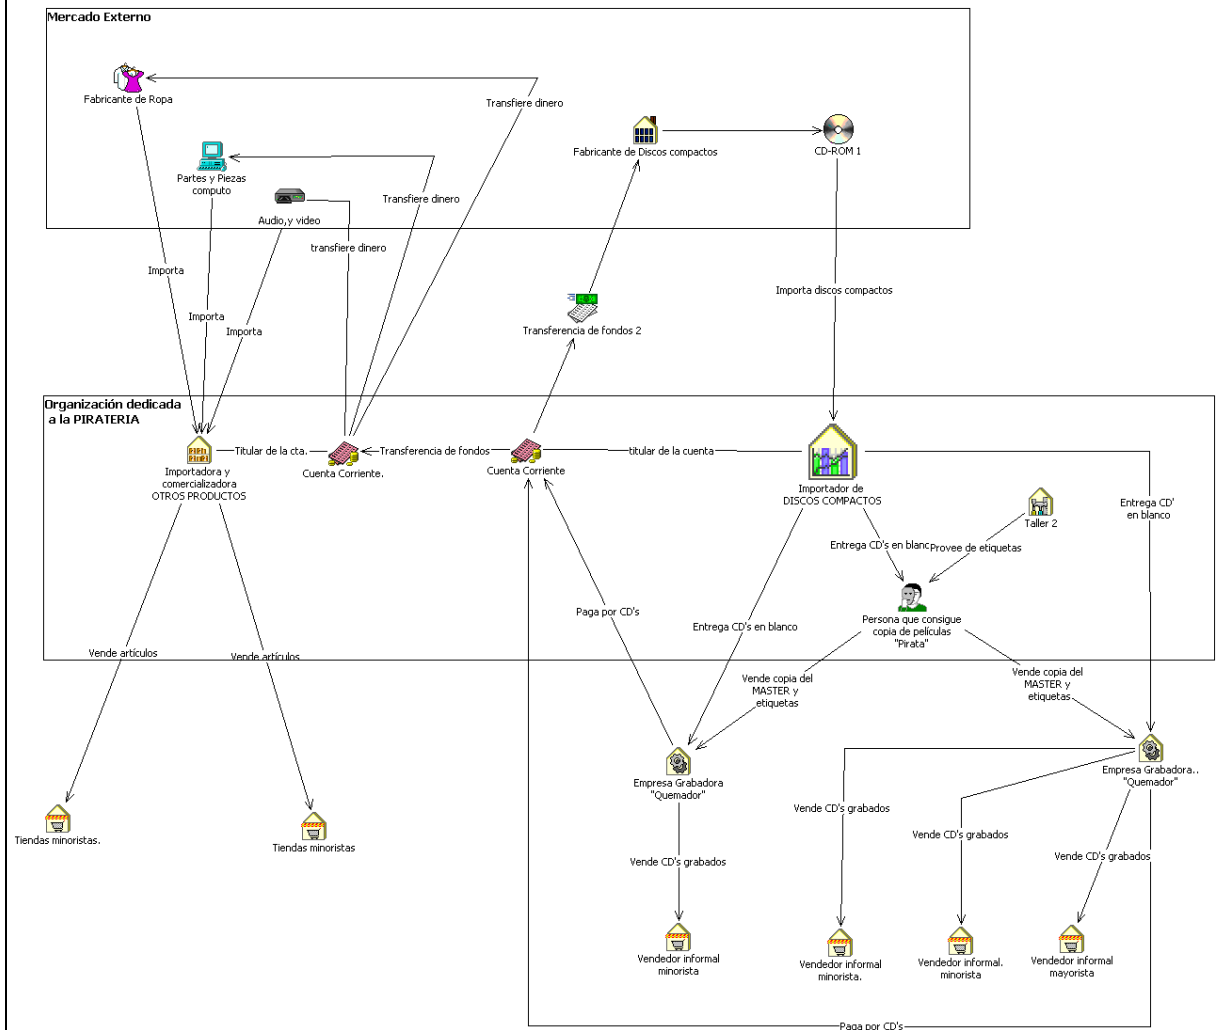 Mercado Externo
Fabricante de Ropa
Transfiere dinero
Fabricante de Discos compactos
CD-ROM 1
Partes y Piezas
computo
Transfiere dinero
Audio,y video
transfiere dinero
Importa
Importa
Importa
Importa discos compactos
Transferencia de fondos 2
Organización dedicada
a la PIRATERIA
Importadora y
comercializadora
OTROS PRODUCTOS
Titular de la cta.
Cuenta Corriente.
Transferencia de fondos
Cuenta Corriente
titular de la cuenta
Importador de
DISCOS COMPACTOS
Entrega CD'
en blanco
Taller 2
Entrega CD's en blanc
Provee de etiquetas
Paga por CD's
Entrega CD's en blanco
Persona que consigue
copia de películas
"Pirata"
Vende artículos
Vende artículos
Vende copia del
MASTER y
etiquetas
Vende copia del
MASTER y
etiquetas
Empresa Grabadora
"Quemador"
Empresa Grabadora..
"Quemador"
Tiendas minoristas.
Tiendas minoristas
Vende CD's grabados
Vende CD's grabados
Vende CD's grabados
Vende CD's grabados
Vendedor informal
minorista
Vendedor informal
minorista.
Vendedor informal.
minorista
Vendedor informal
mayorista
Paga por CD's